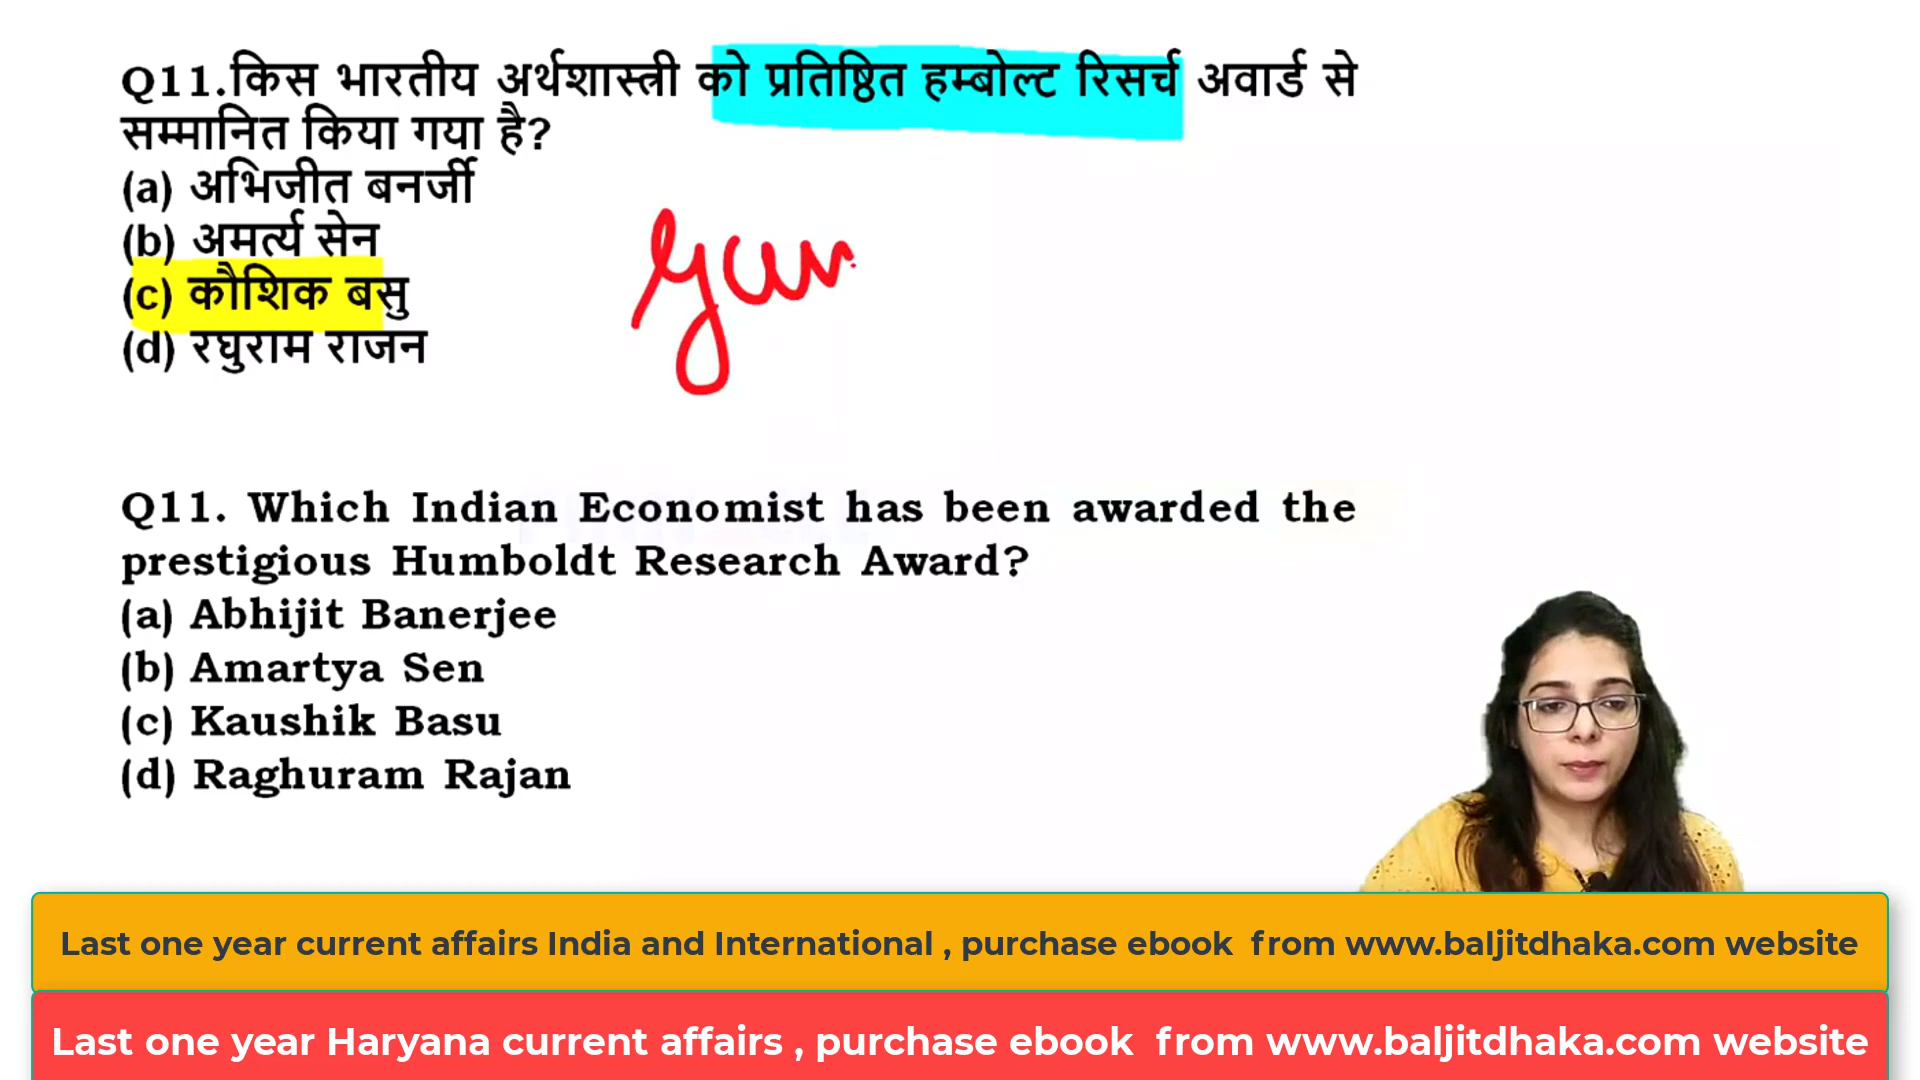 Q11.किस भारतीय अर्थशास्त्री को प्रतिष्ठित हम्बोल्ट रिसर्च अवार्ड से
सम्मानित किया गया है?
(a) अभिजीत बनर्जी
(b) अमर्त्य सेन
(c) कौशिक बसु
(d) रघुराम राजन
Q11. Which Indian Economist has been awarded the
prestigious Humboldt Research Award?
(a) Abhijit Banerjee
(b) Amartya Sen
(c) Kaushik Basu
(d) Raghuram Rajan
Last one year current affairs India and International , purchase ebook from www.baljitdhaka.com website
Last one year Haryana current affairs , purchase ebook from www.baljitdhaka.com website